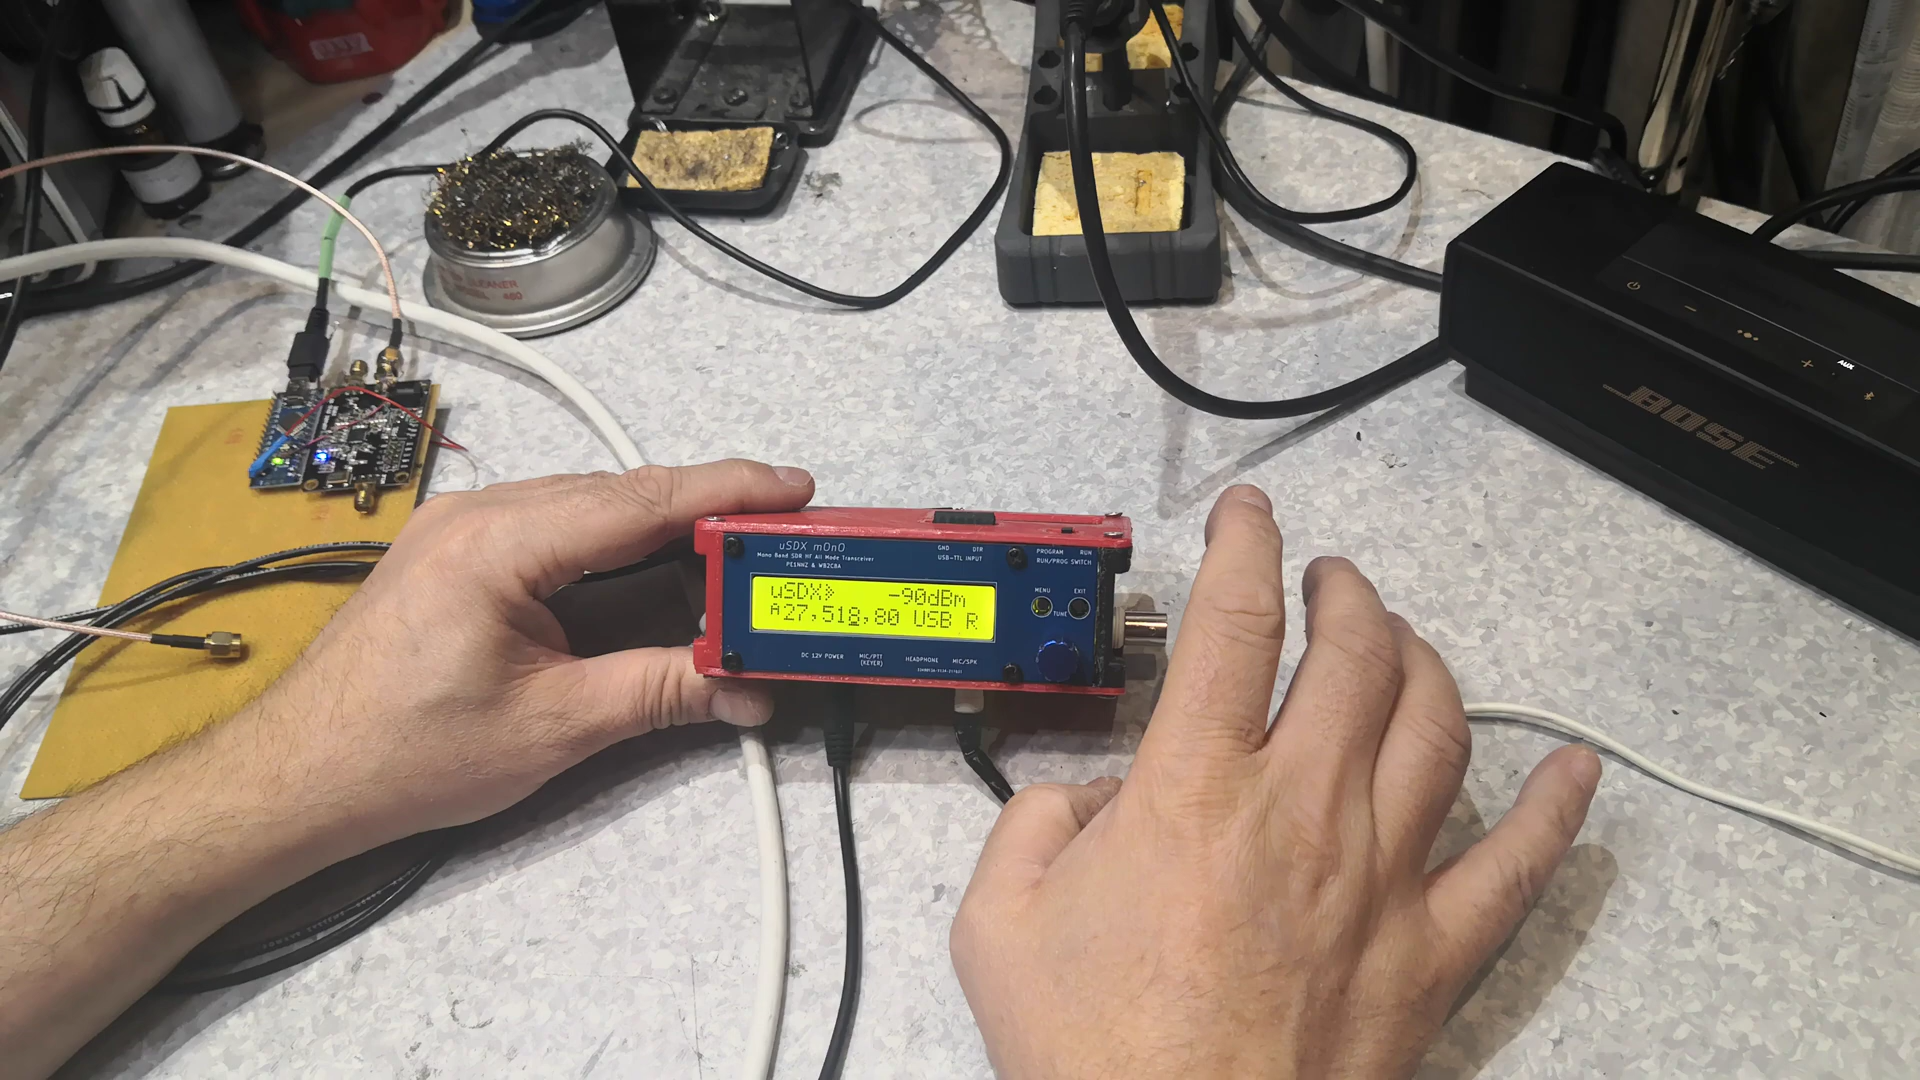 uSDX mOnO
Mono Band SDR HF All Mode Transceiver
PE1NNZ & WB2CBA
GND DTR
USB-TTL INPUT
PROGRAM RUN
RUN/PROG SWITCH
uSDX» -90dBm
A27,518,80 USB R
MENU EXIT
TUNE
DC 12V POWER
MIC/PTT
(KEYER)
HEADPHONE
MIC/SPK
CLEANER
460
AUX
BOSE